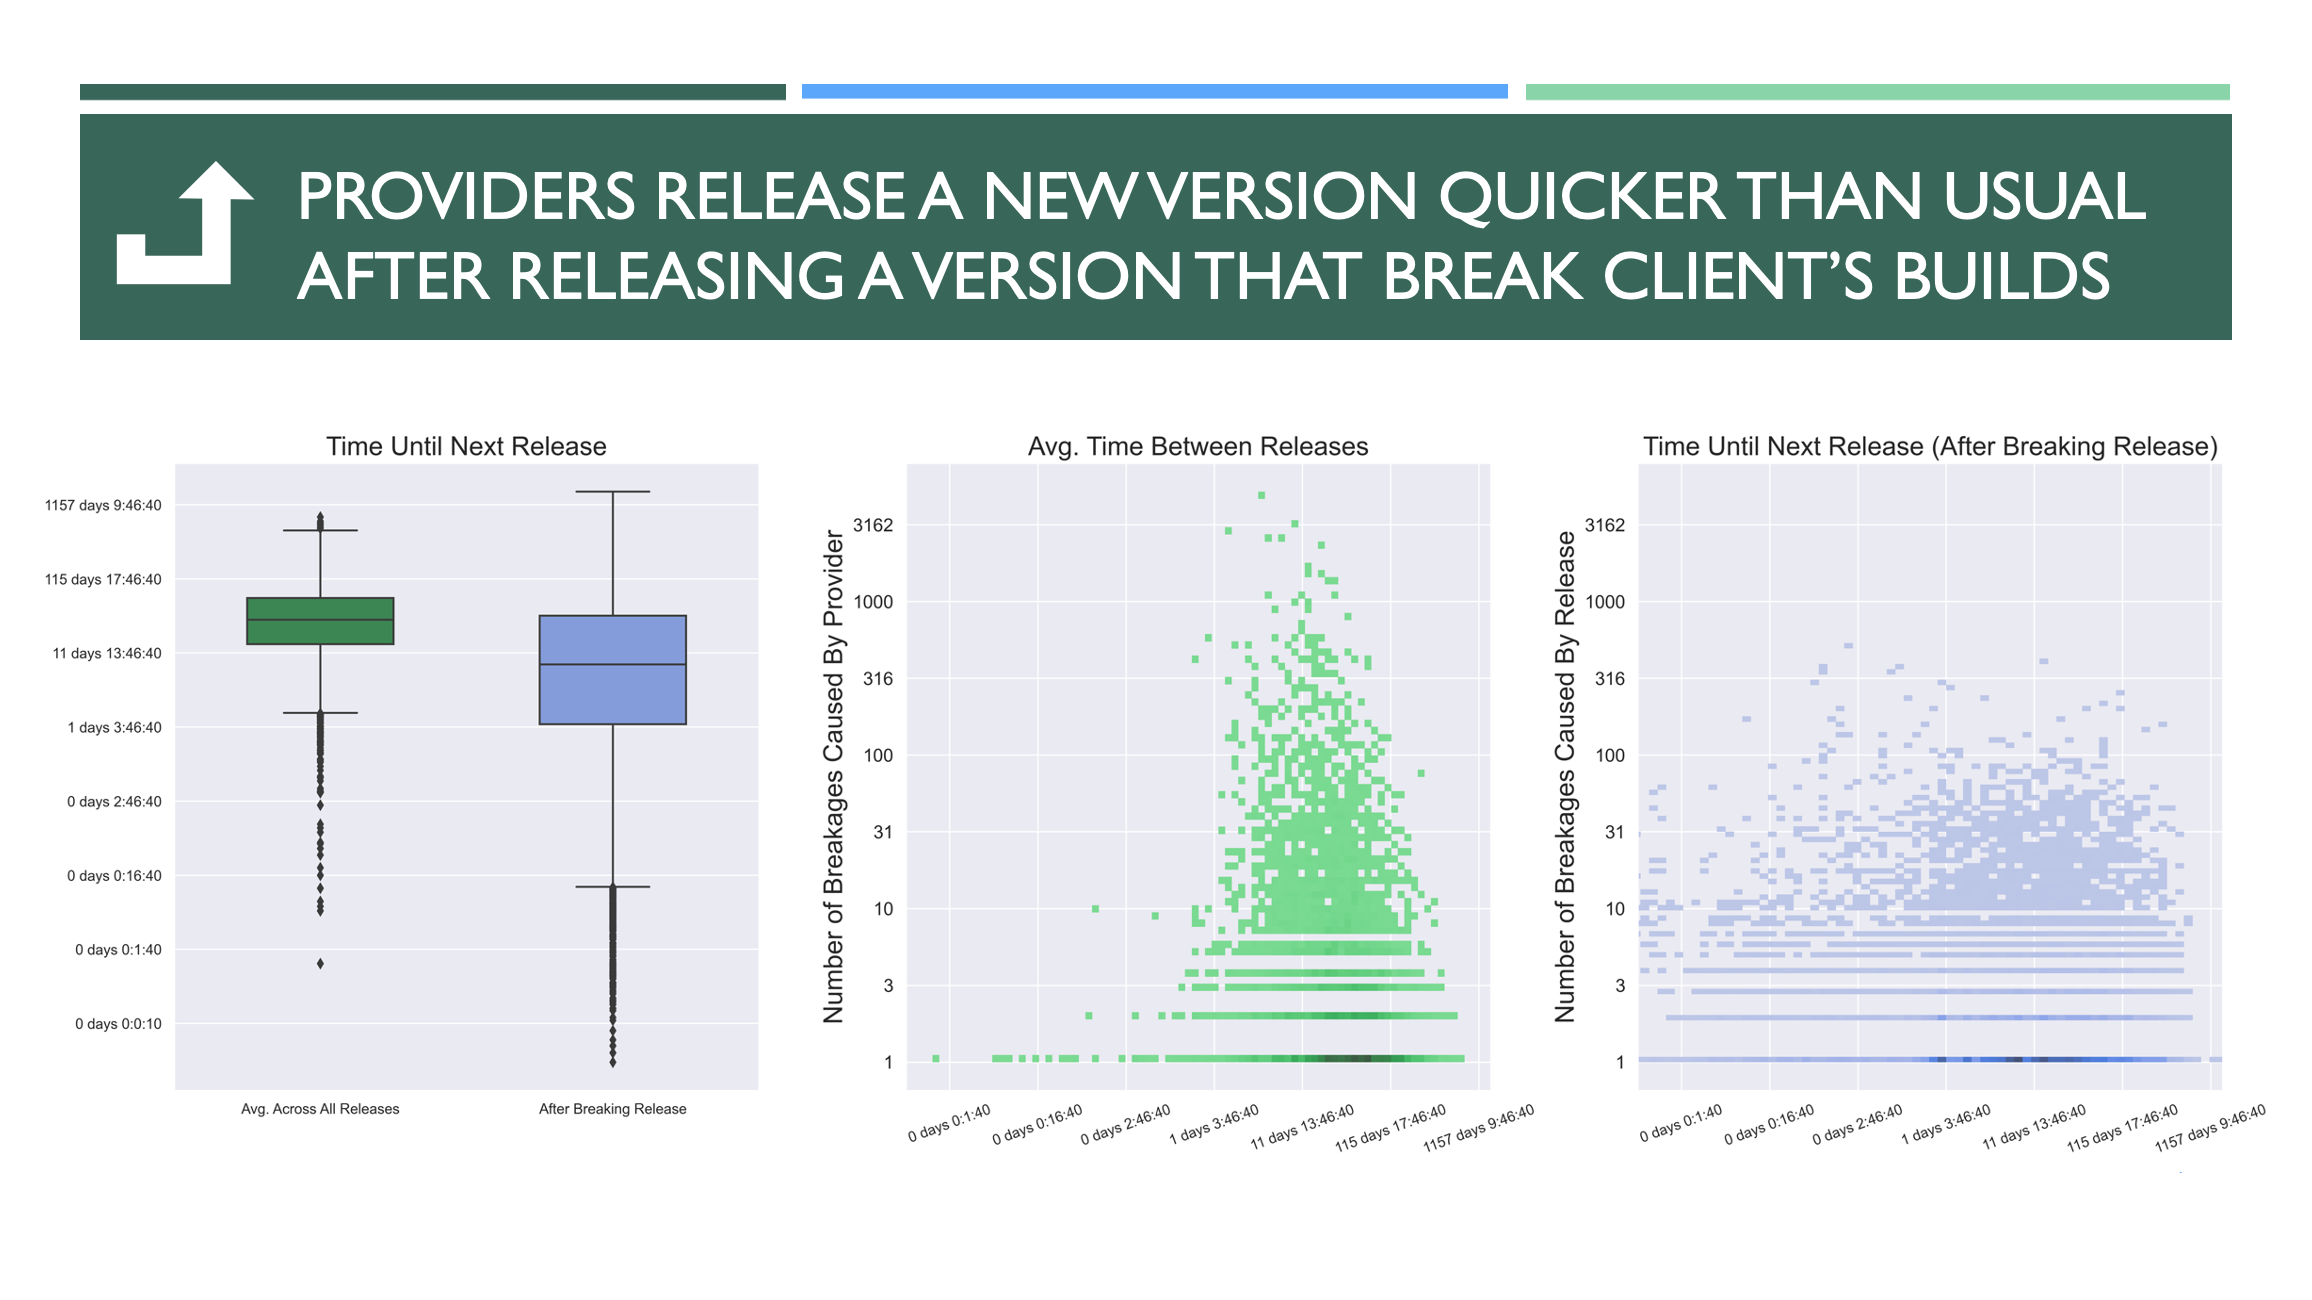 PROVIDERS RELEASE A NEW VERSION QUICKER THAN USUAL
AFTER RELEASING A VERSION THAT BREAK CLIENT’S BUILDS
Time Until Next Release
1157 days 9:46:40
115 days 17:46:40
11 days 13:46:40
1 days 3:46:40
0 days 2:46:40
0 days 0:16:40
0 days 0:1:40
0 days 0:0:10
Avg. Across All Releases
After Breaking Release
Avg. Time Between Releases
Number of Breakages Caused By Provider
3162
1000
316
100
31
10
3
1
0 days 0:1:40
0 days 0:16:40
0 days 2:46:40
1 days 3:46:40
11 days 13:46:40
115 days 17:46:40
1157 days 9:46:40
Time Until Next Release (After Breaking Release)
Number of Breakages Caused By Release
3162
1000
316
100
31
10
3
1
0 days 0:1:40
0 days 0:16:40
0 days 2:46:40
1 days 3:46:40
11 days 13:46:40
115 days 17:46:40
1157 days 9:46:40